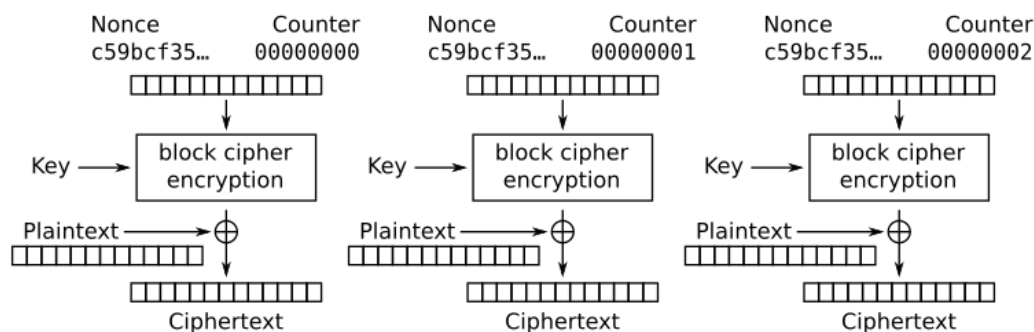 Nonce Counter Nonce Counter Nonce Counter
c59bcf35… 00000000 c59bcf35… 00000001 c59bcf35… 00000002
block cipher block cipher block cipher
Key Key Key
encryption encryption encryption
Plaintext Plaintext Plaintext
Ciphertext Ciphertext Ciphertext